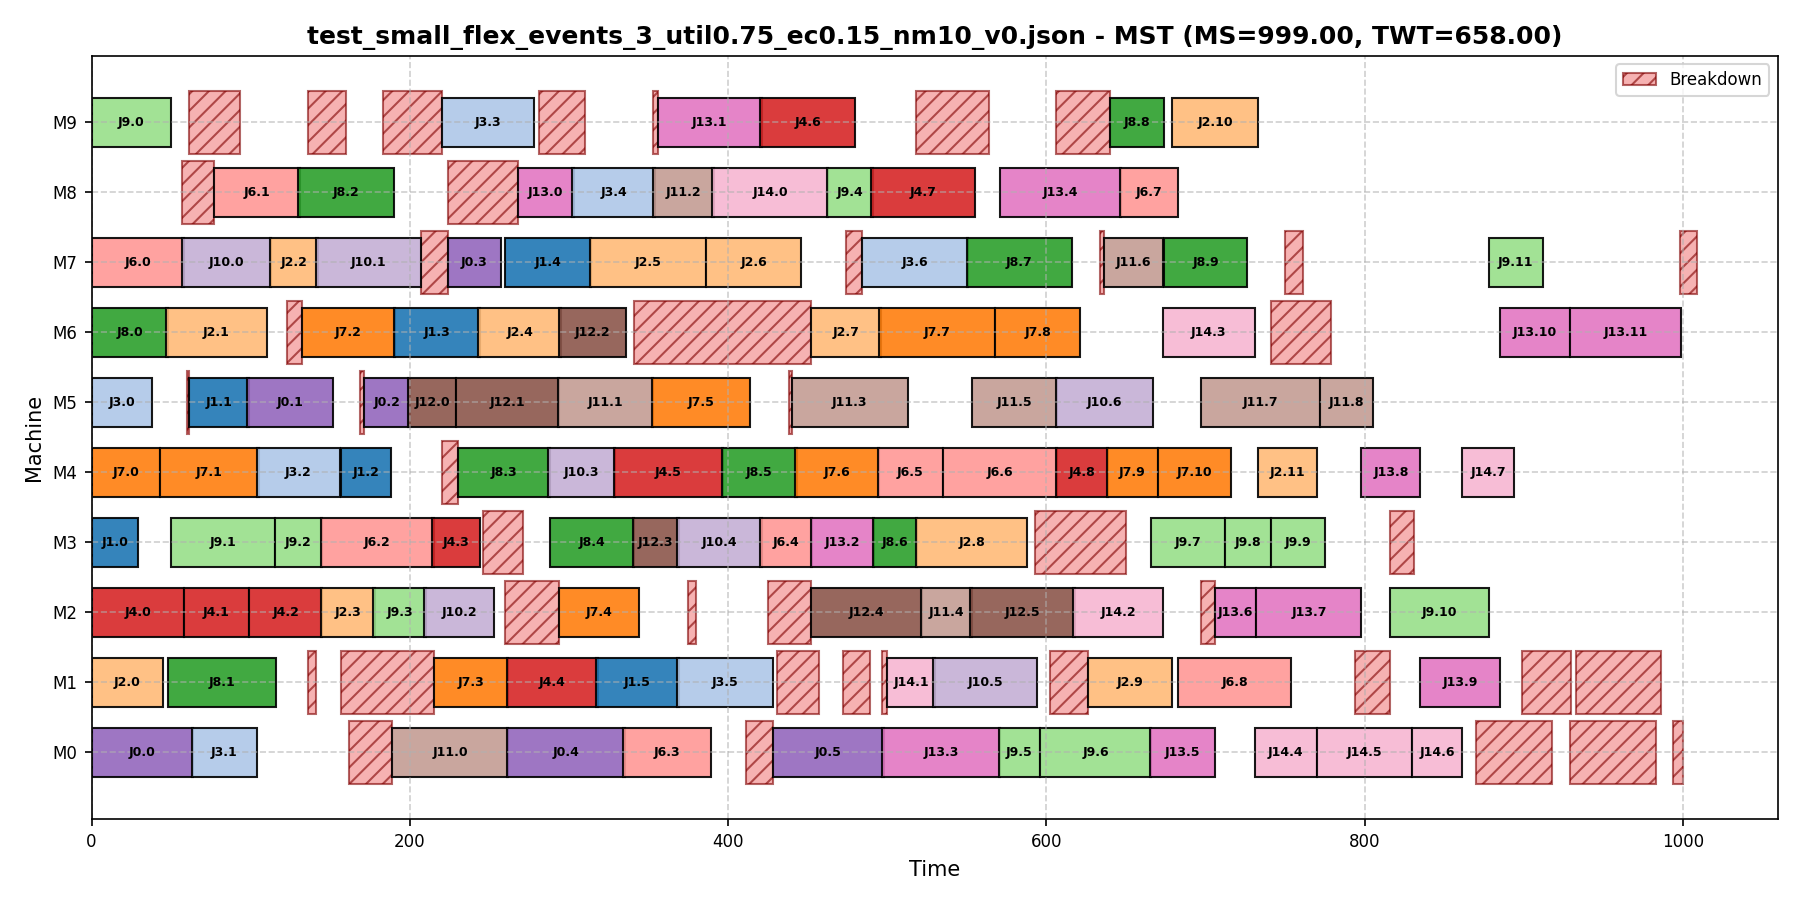 test_small_flex_events_3_util0.75_ec0.15_nm10_v0.json - MST (MS=999.00, TWT=658.00)
Breakdown
M9 J9.0 J3.3 J13.1 J4.6 J8.8 J2.10
M8 J6.1 J8.2 J13.0 J3.4 J11.2 J14.0 J9.4 J4.7 J13.4 J6.7
M7 J6.0 J10.0 J2.2 J10.1 J0.3 J1.4 J2.5 J2.6 J3.6 J8.7 J11.6 J8.9 J9.11
M6 J8.0 J2.1 J7.2 J1.3 J2.4 J12.2 J2.7 J7.7 J7.8 J14.3 J13.10 J13.11
M5 J3.0 J1.1 J0.1 J0.2 J12.0 J12.1 J11.1 J7.5 J11.3 J11.5 J10.6 J11.7 J11.8
M4 J7.0 J7.1 J3.2 J1.2 J8.3 J10.3 J4.5 J8.5 J7.6 J6.5 J6.6 J4.8 J7.9 J7.10 J2.11 J13.8 J14.7
M3 J1.0 J9.1 J9.2 J6.2 J4.3 J8.4 J12.3 J10.4 J6.4 J13.2 J8.6 J2.8 J9.7 J9.8 J9.9
M2 J4.0 J4.1 J4.2 J2.3 J9.3 J10.2 J7.4 J12.4 J11.4 J12.5 J14.2 J13.6 J13.7 J9.10
M1 J2.0 J8.1 J7.3 J4.4 J1.5 J3.5 J14.1 J10.5 J2.9 J6.8 J13.9
M0 J0.0 J3.1 J11.0 J0.4 J6.3 J0.5 J13.3 J9.5 J9.6 J13.5 J14.4 J14.5 J14.6
0 200 400 600 800 1000
Time
Machine